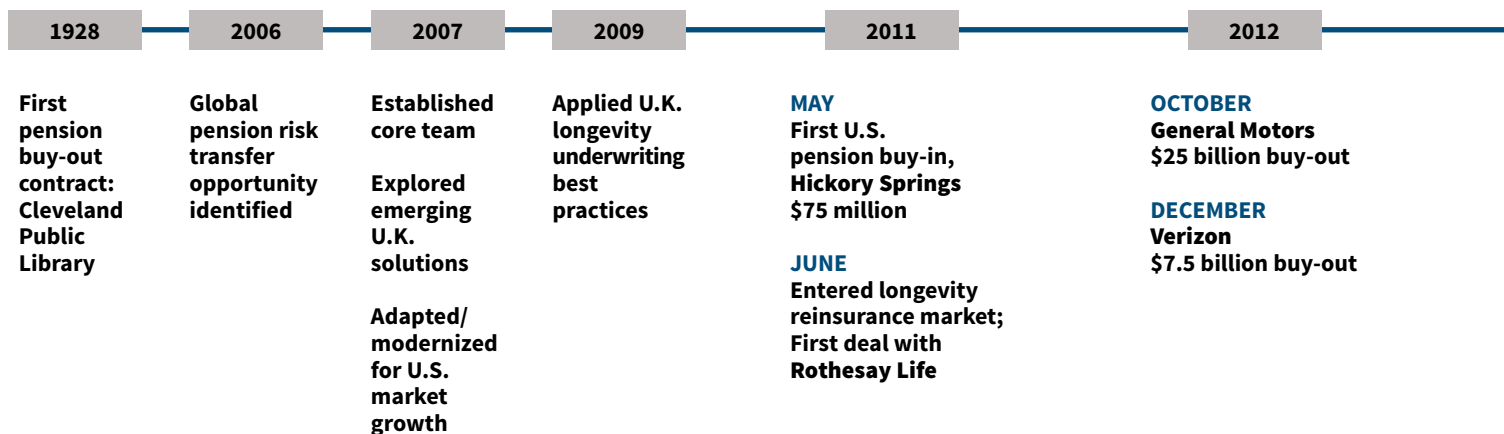 1928
First
pension
buy-out
contract:
Cleveland
Public
Library
2006
Global
pension risk
transfer
opportunity
identified
2007
Established
core team
Explored
emerging
U.K.
solutions
Adapted/
modernized
for U.S.
market
growth
2009
Applied U.K.
longevity
underwriting
best
practices
2011
MAY
First U.S.
pension buy-in,
Hickory Springs
$75 million
JUNE
Entered longevity
reinsurance market;
First deal with
Rothesay Life
2012
OCTOBER
General Motors
$25 billion buy-out
DECEMBER
Verizon
$7.5 billion buy-out